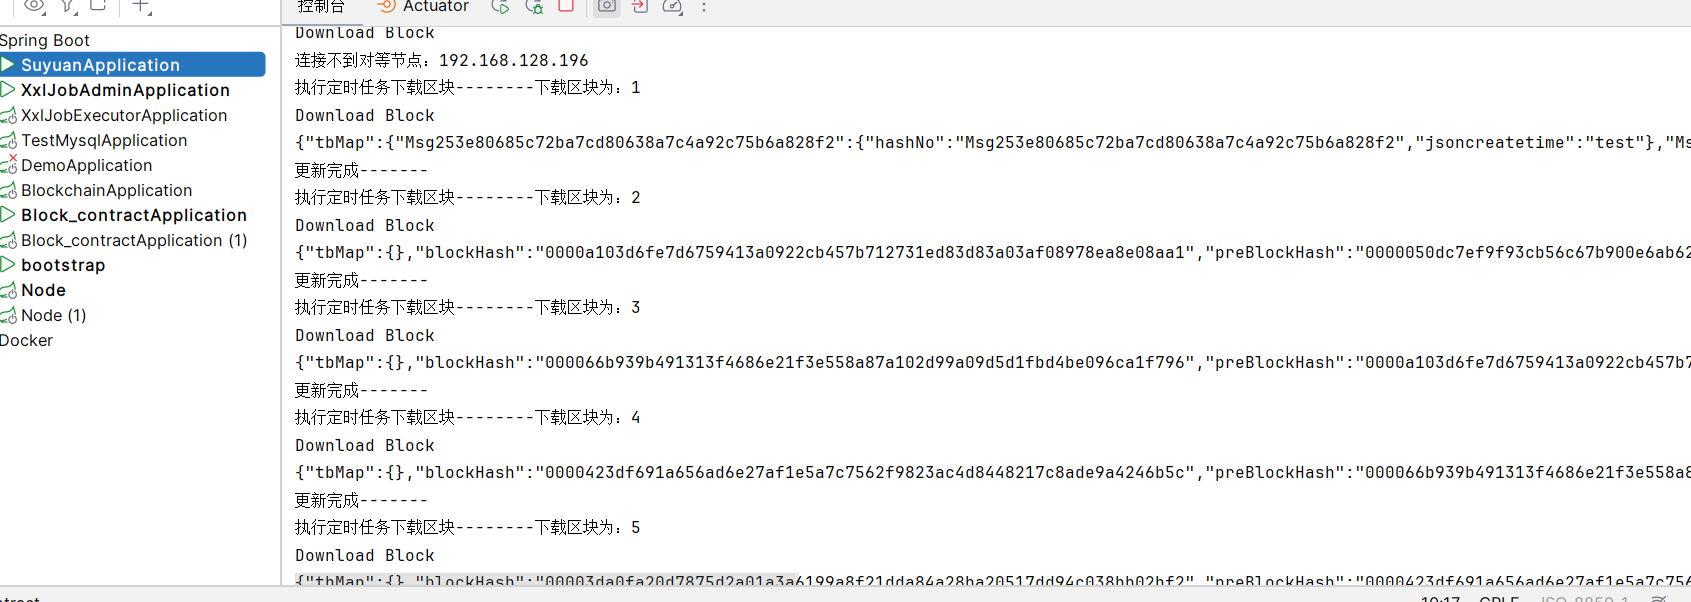 控制台
Actuator
Spring Boot
SuyuanApplication
XxlJobAdminApplication
XxlJobExecutorApplication
TestMysqlApplication
DemoApplication
BlockchainApplication
Block_contractApplication
Block_contractApplication (1)
bootstrap
Node
Node (1)
Docker
Download Block
连接不到对等节点：192.168.128.196
执行定时任务下载区块--------下载区块为：1
Download Block
{"tbMap":{"Msg253e80685c72ba7cd80638a7c4a92c75b6a828f2":{"hashNo":"Msg253e80685c72ba7cd80638a7c4a92c75b6a828f2","jsoncreatetime":"test"},"Ms
更新完成-------
执行定时任务下载区块--------下载区块为：2
Download Block
{"tbMap":{},"blockHash":"0000a103d6fe7d6759413a0922cb457b712731ed83d83a03af08978ea8e08aa1","preBlockHash":"0000050dc7ef9f93cb56c67b900e6ab62
更新完成-------
执行定时任务下载区块--------下载区块为：3
Download Block
{"tbMap":{},"blockHash":"000066b939b491313f4686e21f3e558a87a102d99a09d5d1fbd4be096ca1f796","preBlockHash":"0000a103d6fe7d6759413a0922cb457b7
更新完成-------
执行定时任务下载区块--------下载区块为：4
Download Block
{"tbMap":{},"blockHash":"0000423df691a656ad6e27af1e5a7c7562f9823ac4d8448217c8ade9a4246b5c","preBlockHash":"000066b939b491313f4686e21f3e558a8
更新完成-------
执行定时任务下载区块--------下载区块为：5
Download Block
{"tbMap":{},"blockHash":"00003da0fa20d7875d2a01a3a6199a8f21dda84a28ba20517dd94c038bb02bf2","preBlockHash":"0000423df691a656ad6e27af1e5a7c756
10:17 CRLF ISO-8859-1